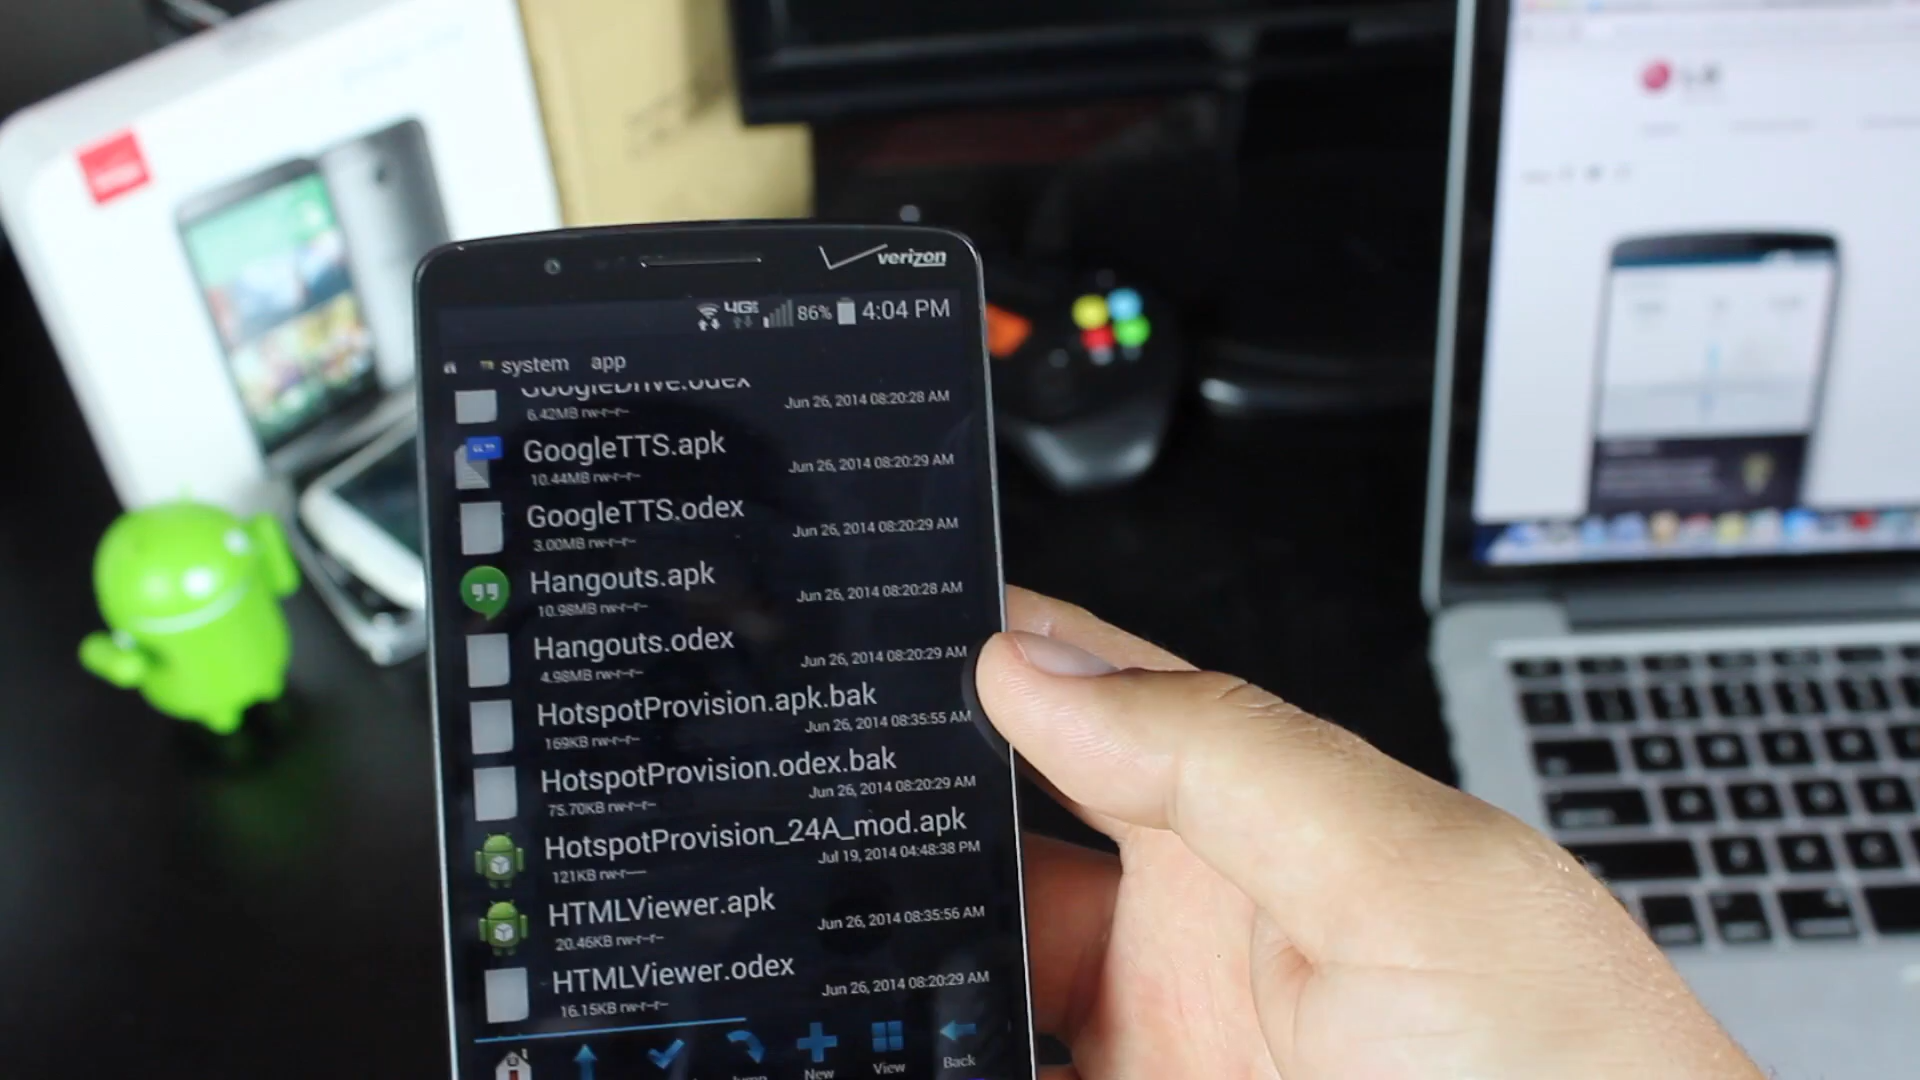 verizon
4G 86% 4:04 PM
system app
GoogleDrive.odex
6.42MB rw-r--r-- Jun 26, 2014 08:20:28 AM
GoogleTTS.apk
10.44MB rw-r--r-- Jun 26, 2014 08:20:29 AM
GoogleTTS.odex
3.00MB rw-r--r-- Jun 26, 2014 08:20:29 AM
Hangouts.apk
10.98MB rw-r--r-- Jun 26, 2014 08:20:28 AM
Hangouts.odex
4.98MB rw-r--r-- Jun 26, 2014 08:20:29 AM
HotspotProvision.apk.bak
169KB rw-r--r-- Jun 26, 2014 08:35:55 AM
HotspotProvision.odex.bak
75.70KB rw-r--r-- Jun 26, 2014 08:20:29 AM
HotspotProvision_24A_mod.apk
121KB rw-r----- Jul 19, 2014 04:48:38 PM
HTMLViewer.apk
20.46KB rw-r--r-- Jun 26, 2014 08:35:56 AM
HTMLViewer.odex
16.15KB rw-r--r-- Jun 26, 2014 08:20:29 AM
New View Back
LG